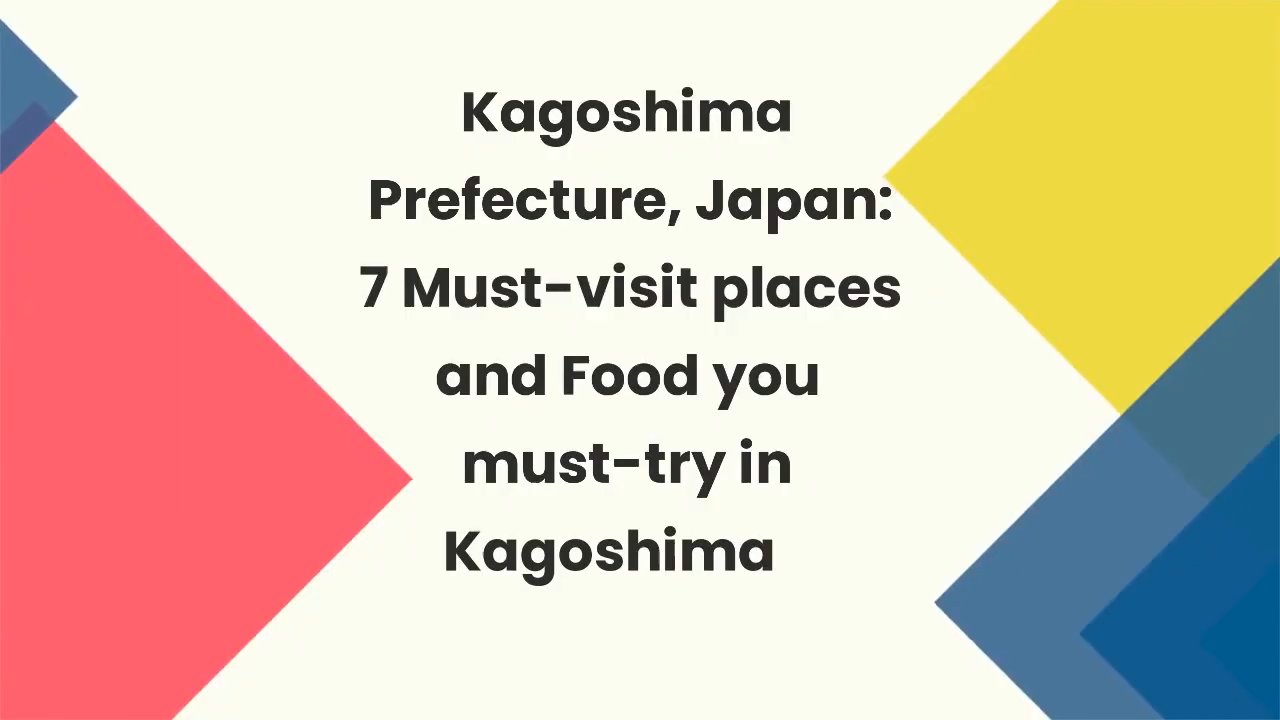 Kagoshima
Prefecture, Japan:
7 Must-visit places
and Food you
must-try in
Kagoshima